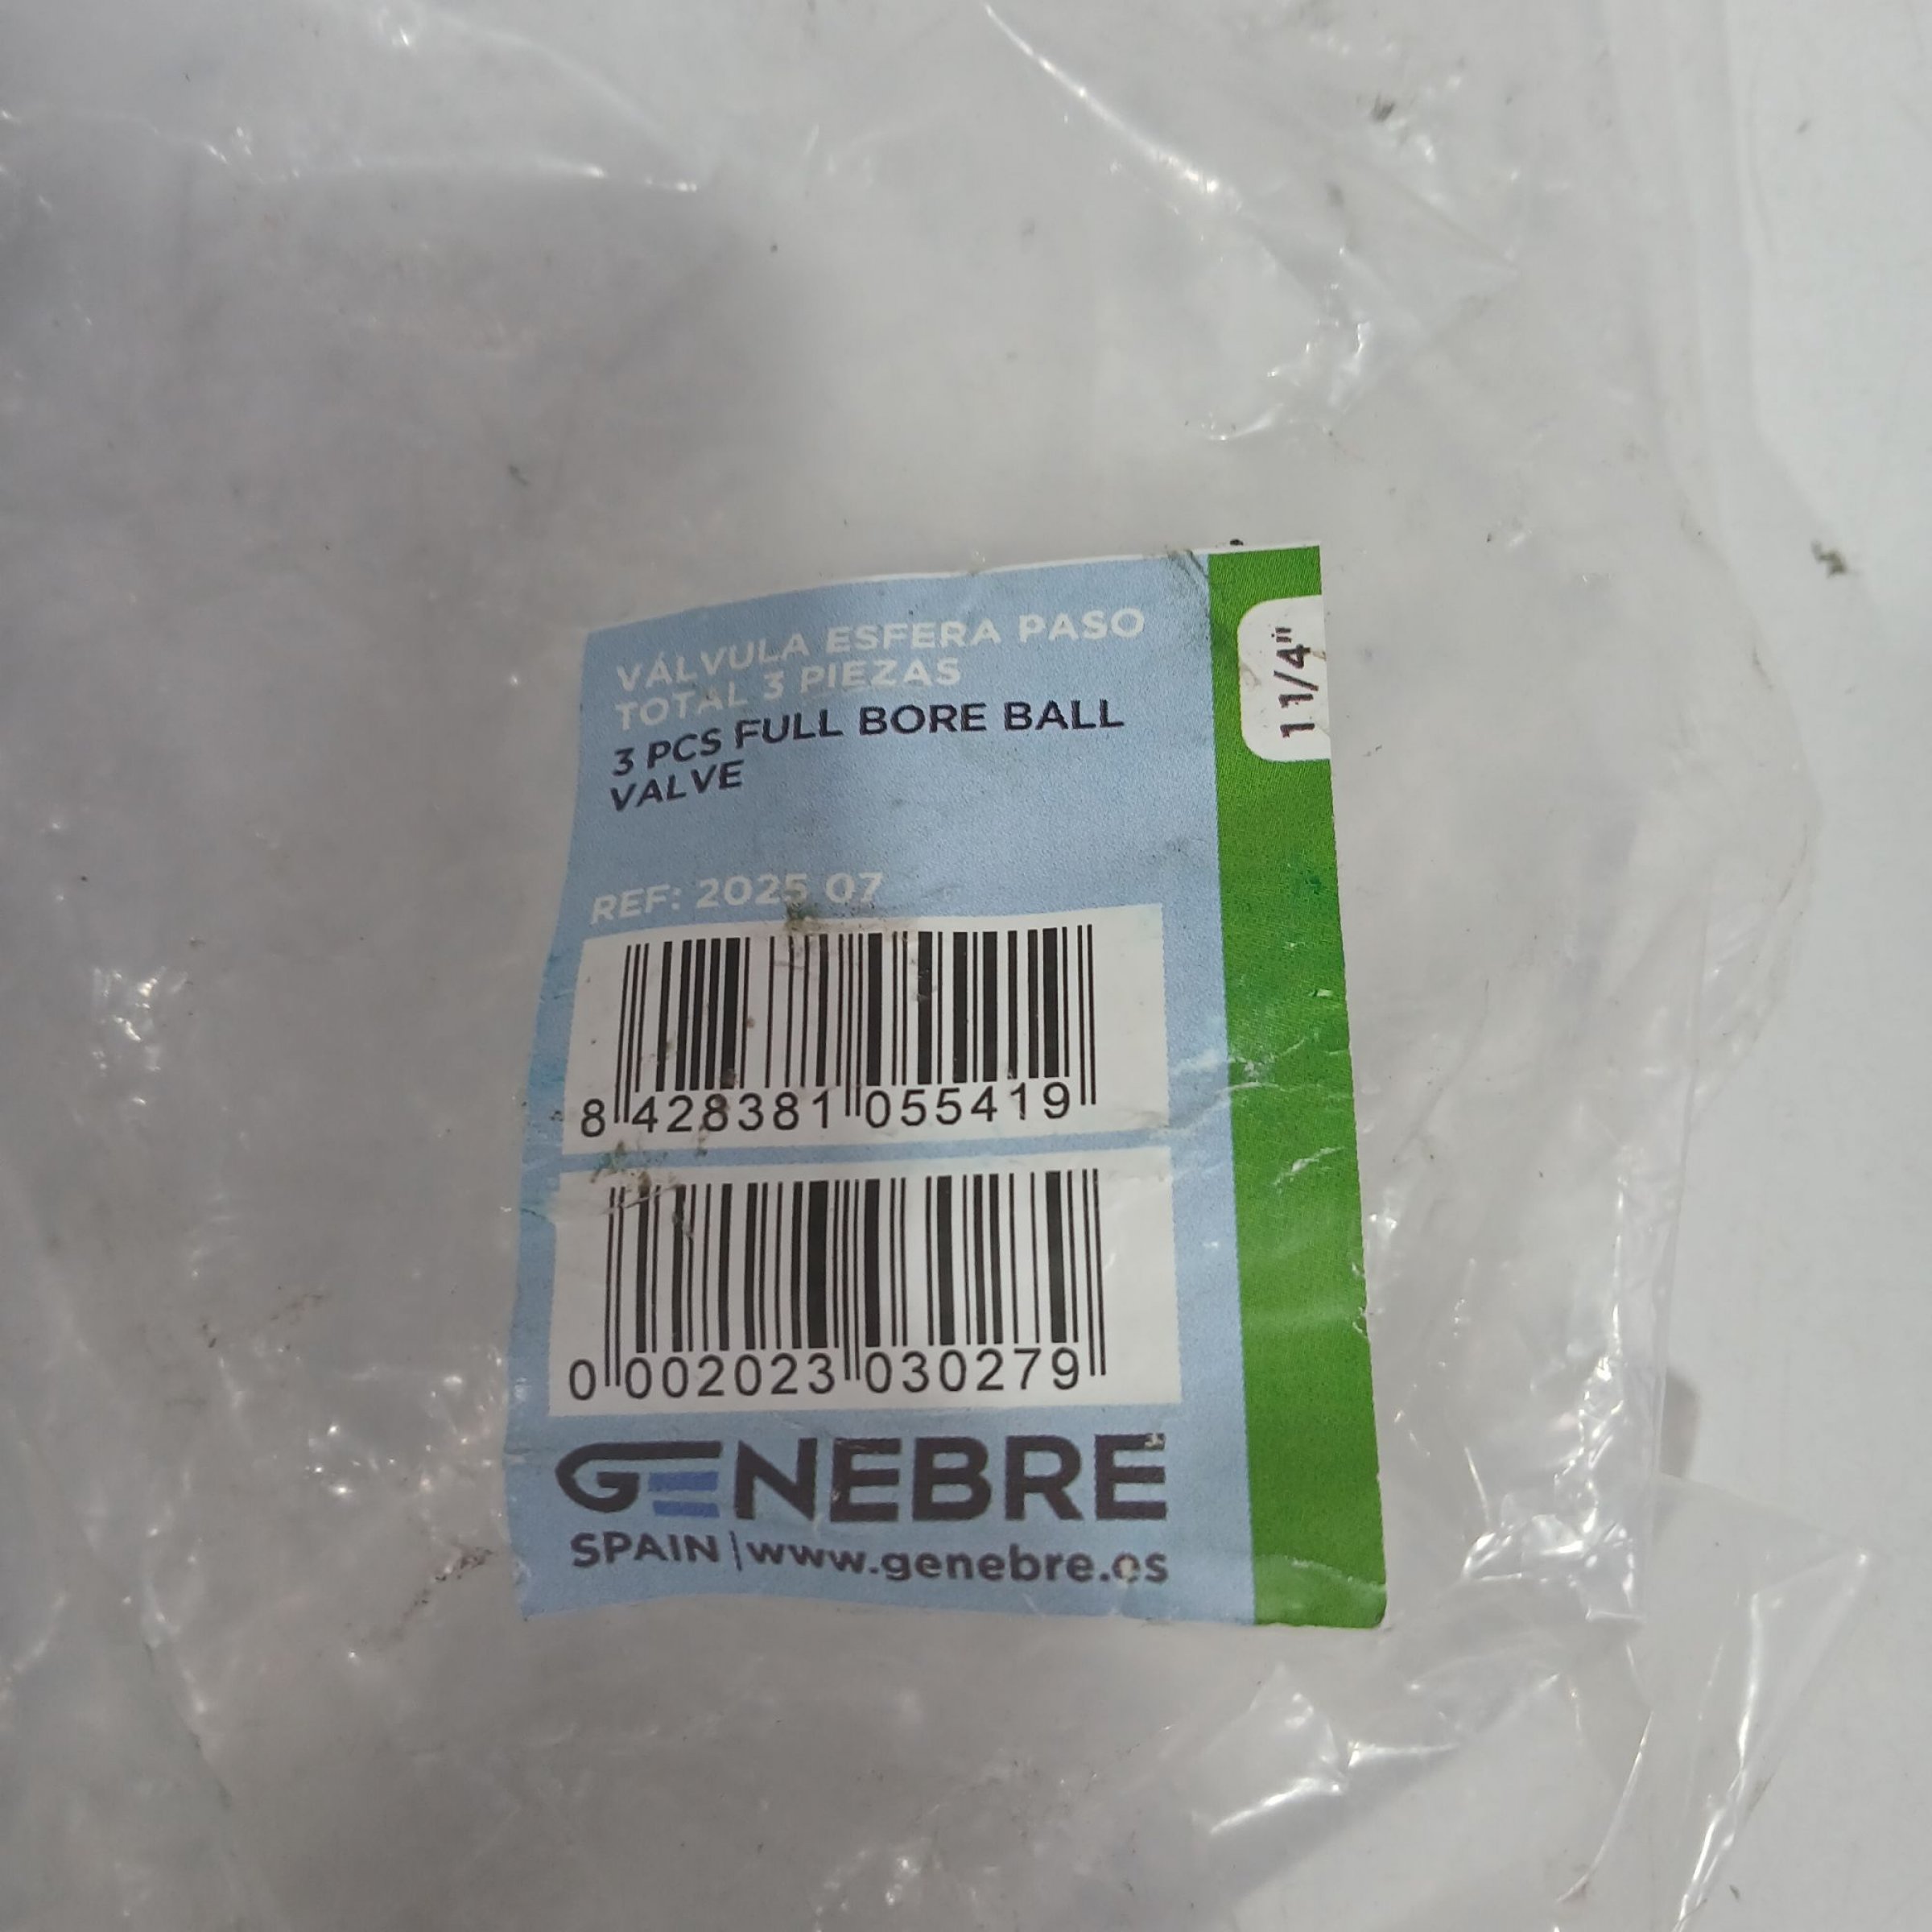 VÁLVULA ESFERA PASO
TOTAL 3 PIEZAS
3 PCS FULL BORE BALL
VALVE
1 1/4"
REF: 2025 07
8 428381 055419
0 002023 030279
GENEBRE
SPAIN | www.genebre.es